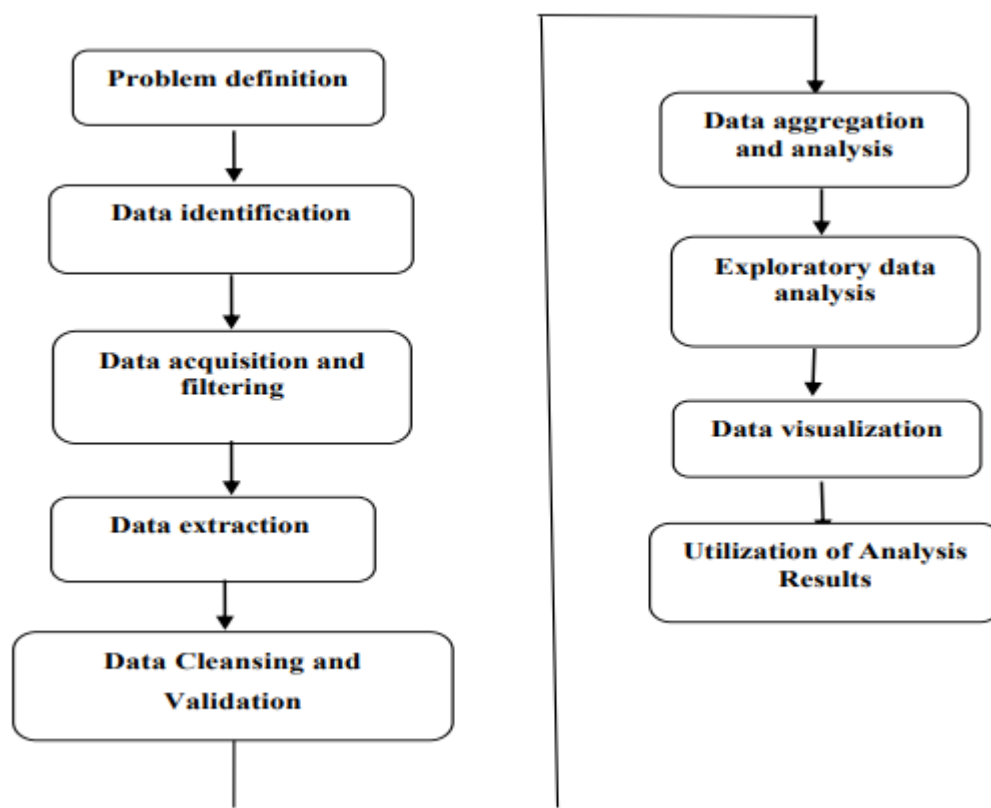 Problem definition
Data identification
Data acquisition and
filtering
Data extraction
Data Cleansing and
Validation
Data aggregation
and analysis
Exploratory data
analysis
Data visualization
Utilization of Analysis
Results